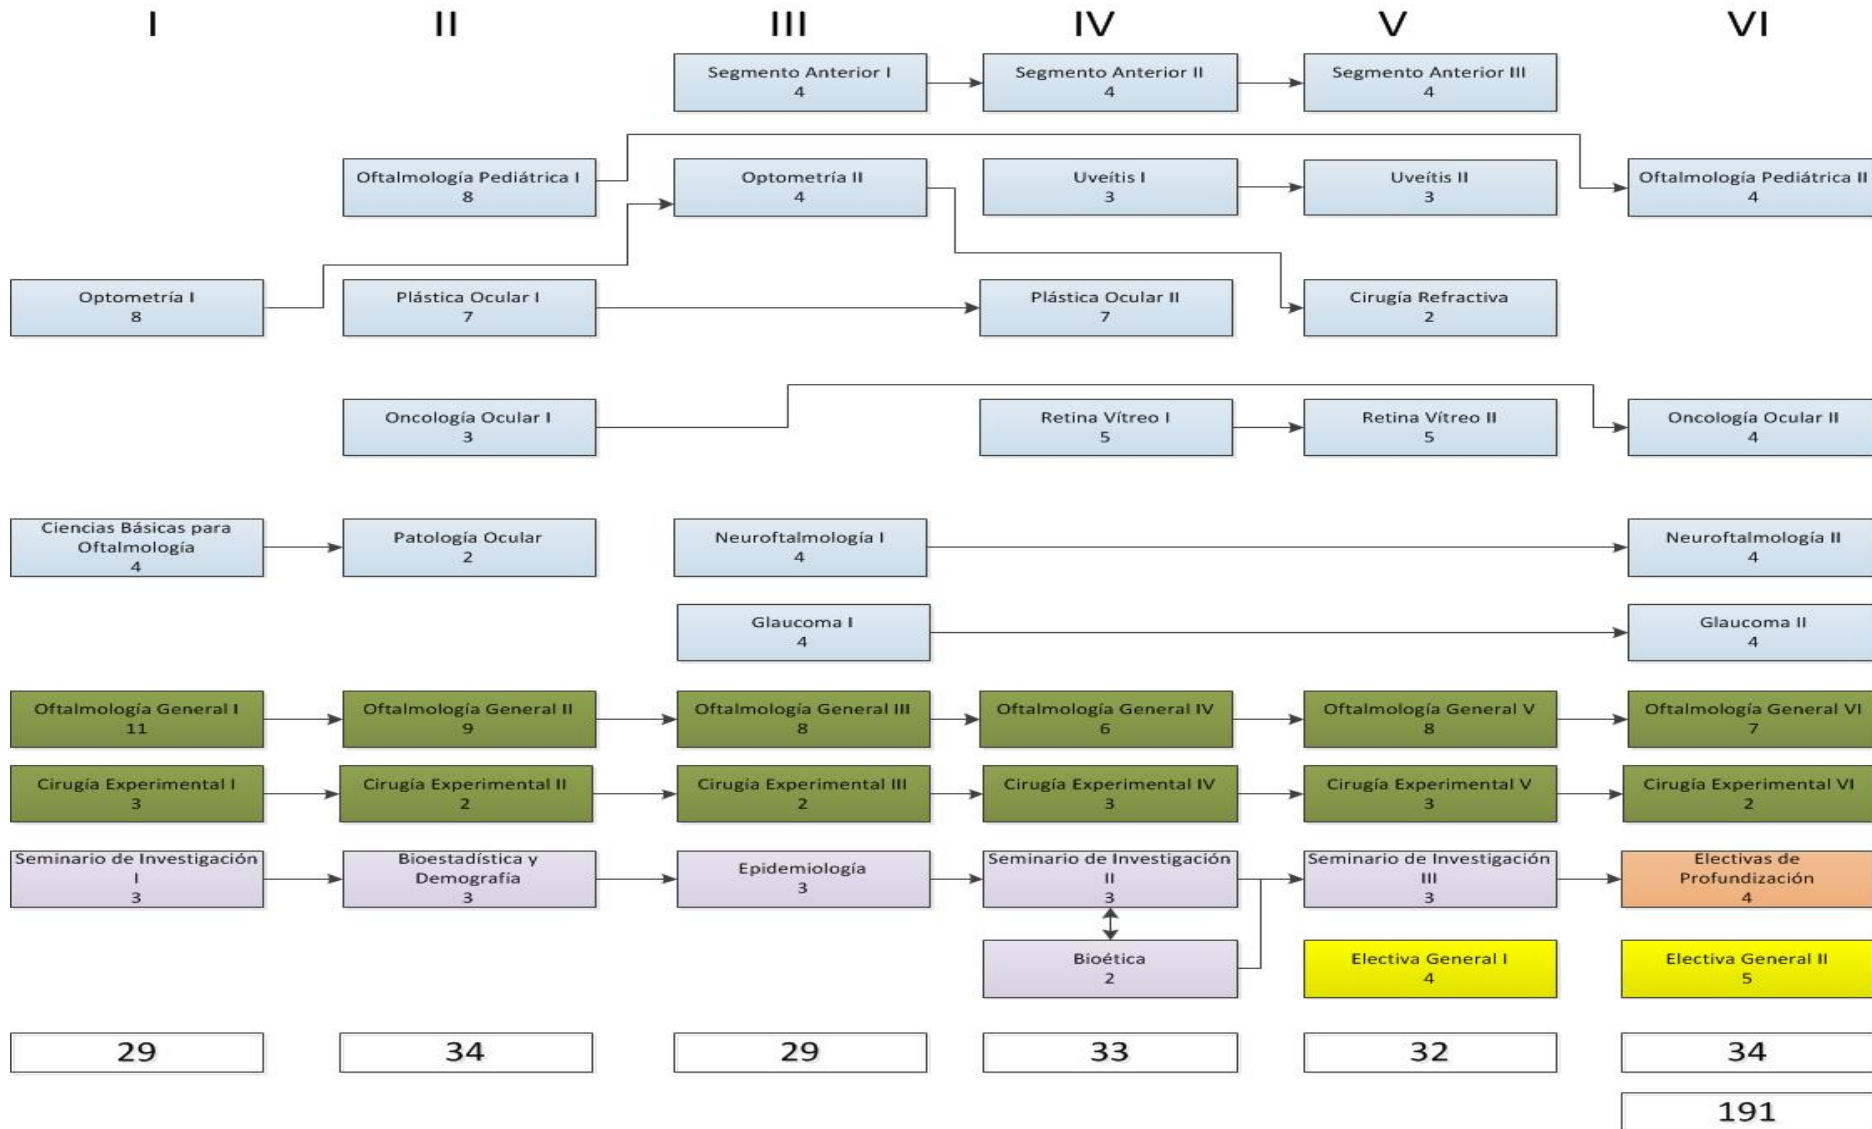 I
II
III
IV
V
VI
Segmento Anterior I
4
Segmento Anterior II
4
Segmento Anterior III
4
Oftalmología Pediátrica I
8
Optometría II
4
Uveítis I
3
Uveítis II
3
Oftalmología Pediátrica II
4
Optometría I
8
Plástica Ocular I
7
Plástica Ocular II
7
Cirugía Refractiva
2
Oncología Ocular I
3
Retina Vítreo I
5
Retina Vítreo II
5
Oncología Ocular II
4
Ciencias Básicas para
Oftalmología
4
Patología Ocular
2
Neuroftalmología I
4
Neuroftalmología II
4
Glaucoma I
4
Glaucoma II
4
Oftalmología General I
11
Oftalmología General II
9
Oftalmología General III
8
Oftalmología General IV
6
Oftalmología General V
8
Oftalmología General VI
7
Cirugía Experimental I
3
Cirugía Experimental II
2
Cirugía Experimental III
2
Cirugía Experimental IV
3
Cirugía Experimental V
3
Cirugía Experimental VI
2
Seminario de Investigación
I
3
Bioestadística y
Demografía
3
Epidemiología
3
Seminario de Investigación
II
3
Seminario de Investigación
III
3
Electivas de
Profundización
4
Bioética
2
Electiva General I
4
Electiva General II
5
29
34
29
33
32
34
191